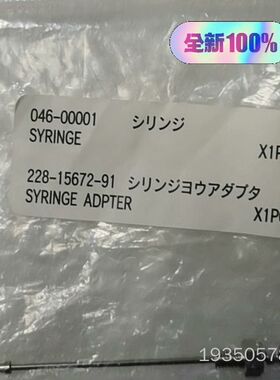 全新100%
046-00001 シリンジ
SYRINGE
X1P
228-15672-91 シリンジヨウアダプタ
SYRINGE ADPTER
X1P
1935057